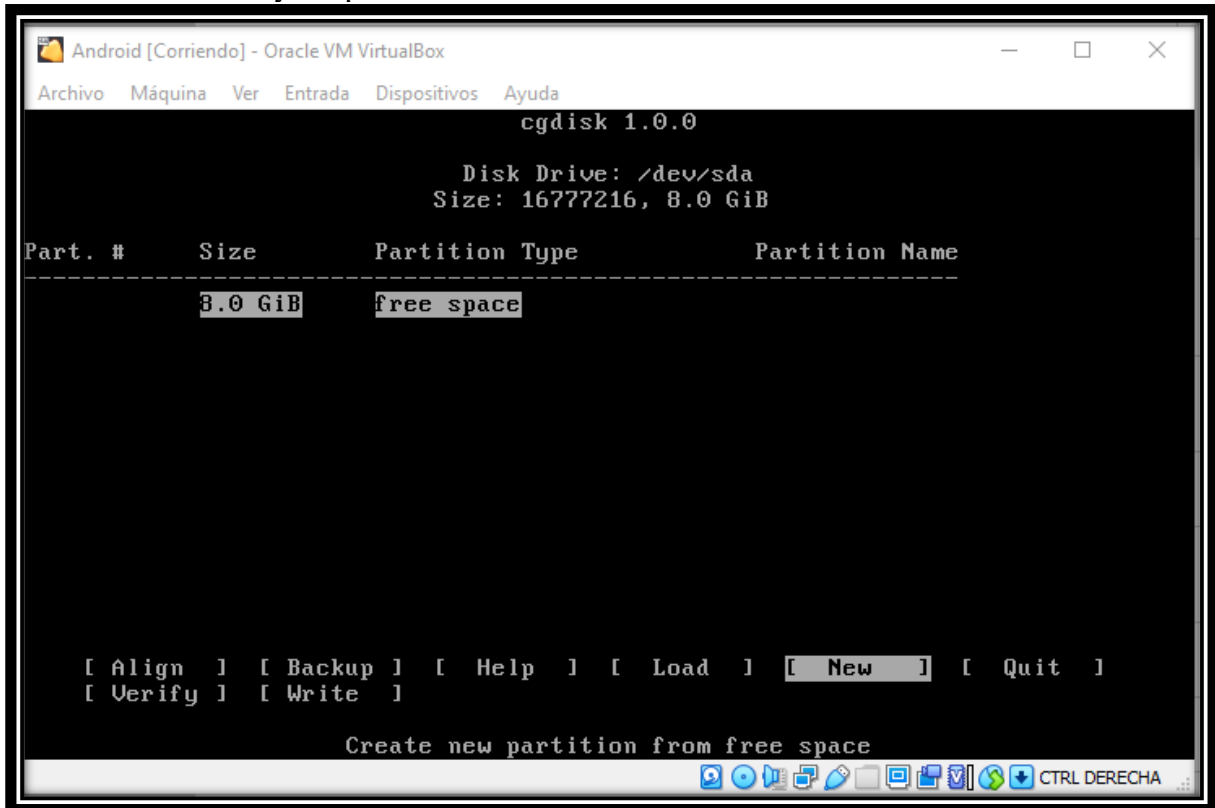 Android [Corriendo] - Oracle VM VirtualBox
Archivo Máquina Ver Entrada Dispositivos Ayuda
cgdisk 1.0.0
Disk Drive: /dev/sda
Size: 16777216, 8.0 GiB
Part. # Size Partition Type Partition Name
----------------------------------------------------------------
8.0 GiB free space
[ Align ] [ Backup ] [ Help ] [ Load ] [ New ] [ Quit ]
[ Verify ] [ Write ]
Create new partition from free space
CTRL DERECHA